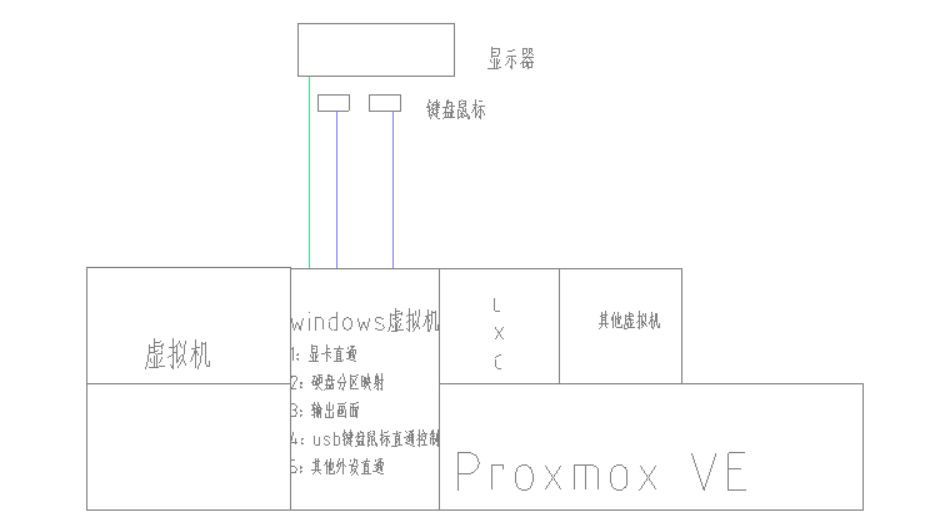 显示器
键盘鼠标
虚拟机
windows虚拟机
1: 显卡直通
2: 硬盘分区映射
3: 输出画面
4: usb键盘鼠标直通控制
5: 其他外设直通
L
X
C
其他虚拟机
Proxmox VE